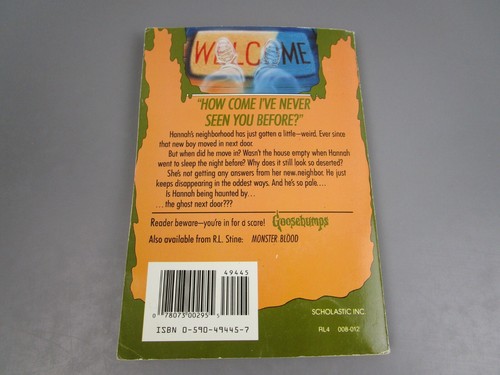 WELCOME
"HOW COME I'VE NEVER
SEEN YOU BEFORE?"
Hannah's neighborhood has just gotten a little—weird. Ever since
that new boy moved in next door.
But when did he move in? Wasn't the house empty when Hannah
went to sleep the night before? Why does it still look so deserted?
She's not getting any answers from her new neighbor. He just
keeps disappearing in the oddest ways. And he's so pale....
Is Hannah being haunted by...
... the ghost next door???
Reader beware—you're in for a scare! Goosebumps
Also available from R.L. Stine: MONSTER BLOOD
49445
0 78073 00295 5
ISBN 0-590-49445-7
SCHOLASTIC INC.
RL4 008-012